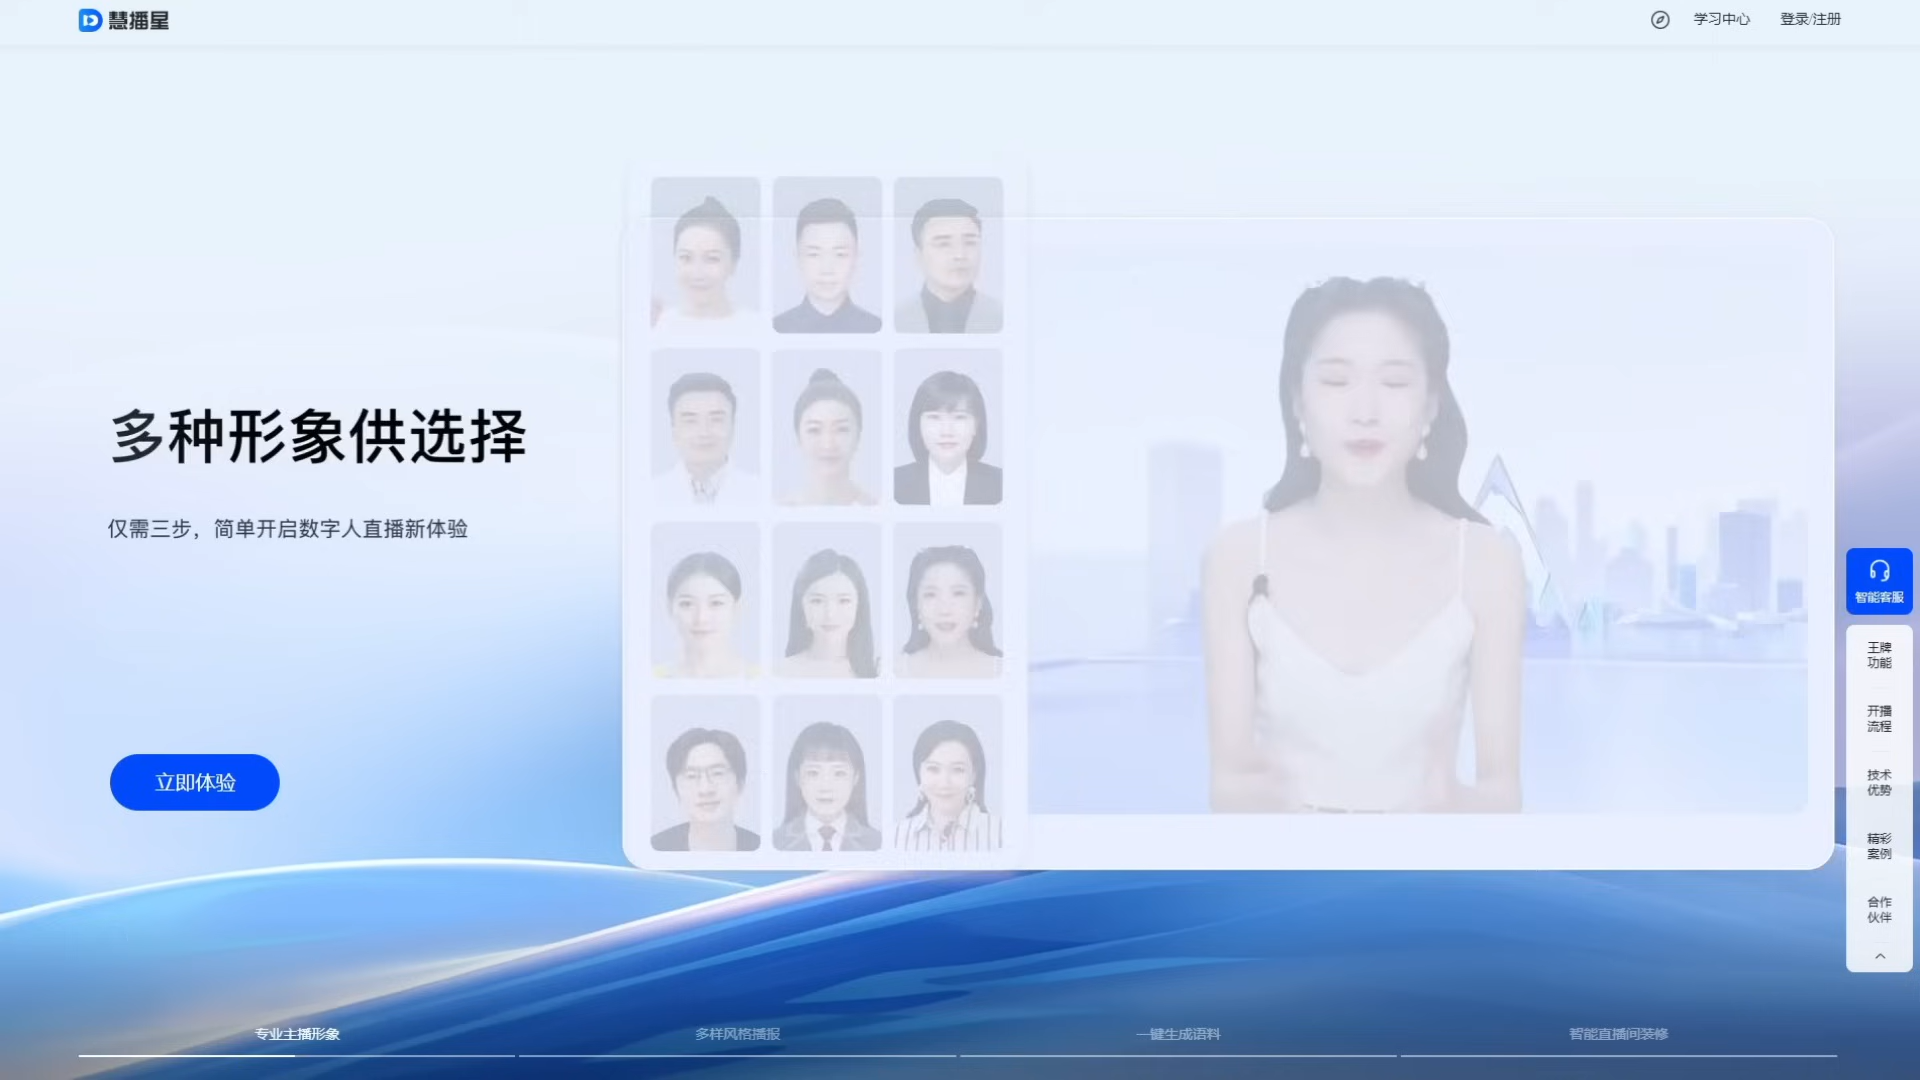 慧播星
学习中心
登录/注册
多种形象供选择
仅需三步，简单开启数字人直播新体验
立即体验
智能客服
王牌
功能
开播
流程
技术
优势
精彩
案例
合作
伙伴
专业主播形象
多样风格播报
一键生成语料
智能直播间装修